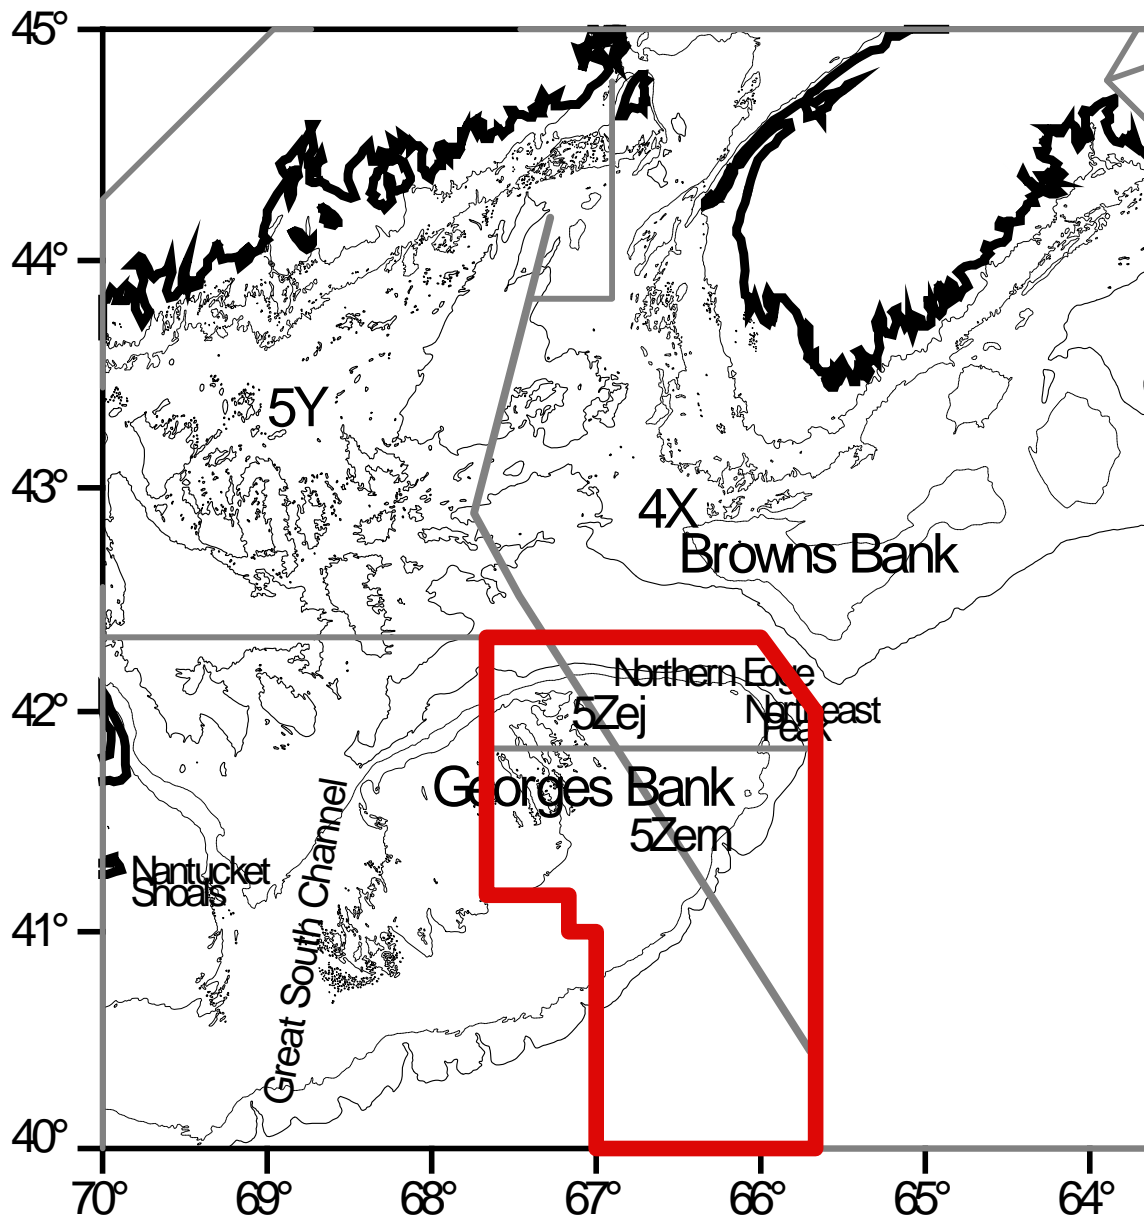 45°
44°
5Y
43°
4X
Browns Bank
Northern Edge
42°
5Zej
Northeast
Peak
Georges Bank
5Zem
Nantucket
Shoals
Great South Channel
41°
40°
70°
69°
68°
67°
66°
65°
64°